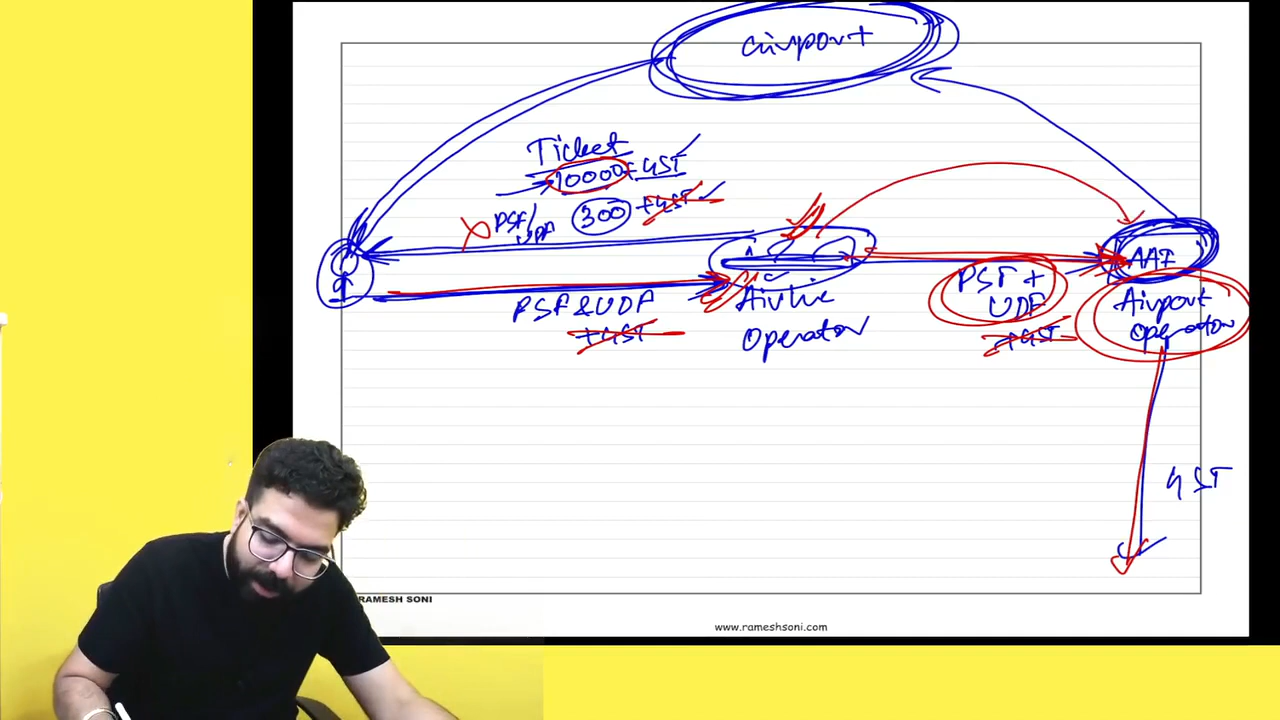 Airport
Ticket
10000+GST
PSF/
UDF
300 +GST
PSF & UDF
+GST
Airline
Operator
AAI
PSF +
UDF
+GST
Airport
Operator
GST
RAMESH SONI
www.rameshsoni.com